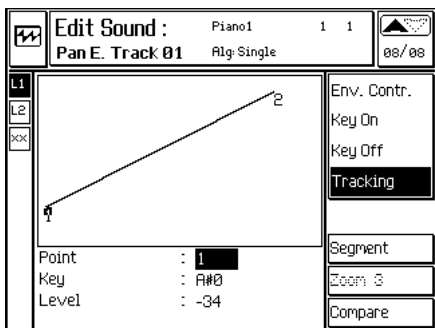 Edit Sound : Piano1 1 1
Pan E. Track 01 Alg: Single 08/08
L1
L2
xx
2
1
Env. Contr.
Key On
Key Off
Tracking
Segment
Zoom 3
Compare
Point : 1
Key : A#0
Level : -34